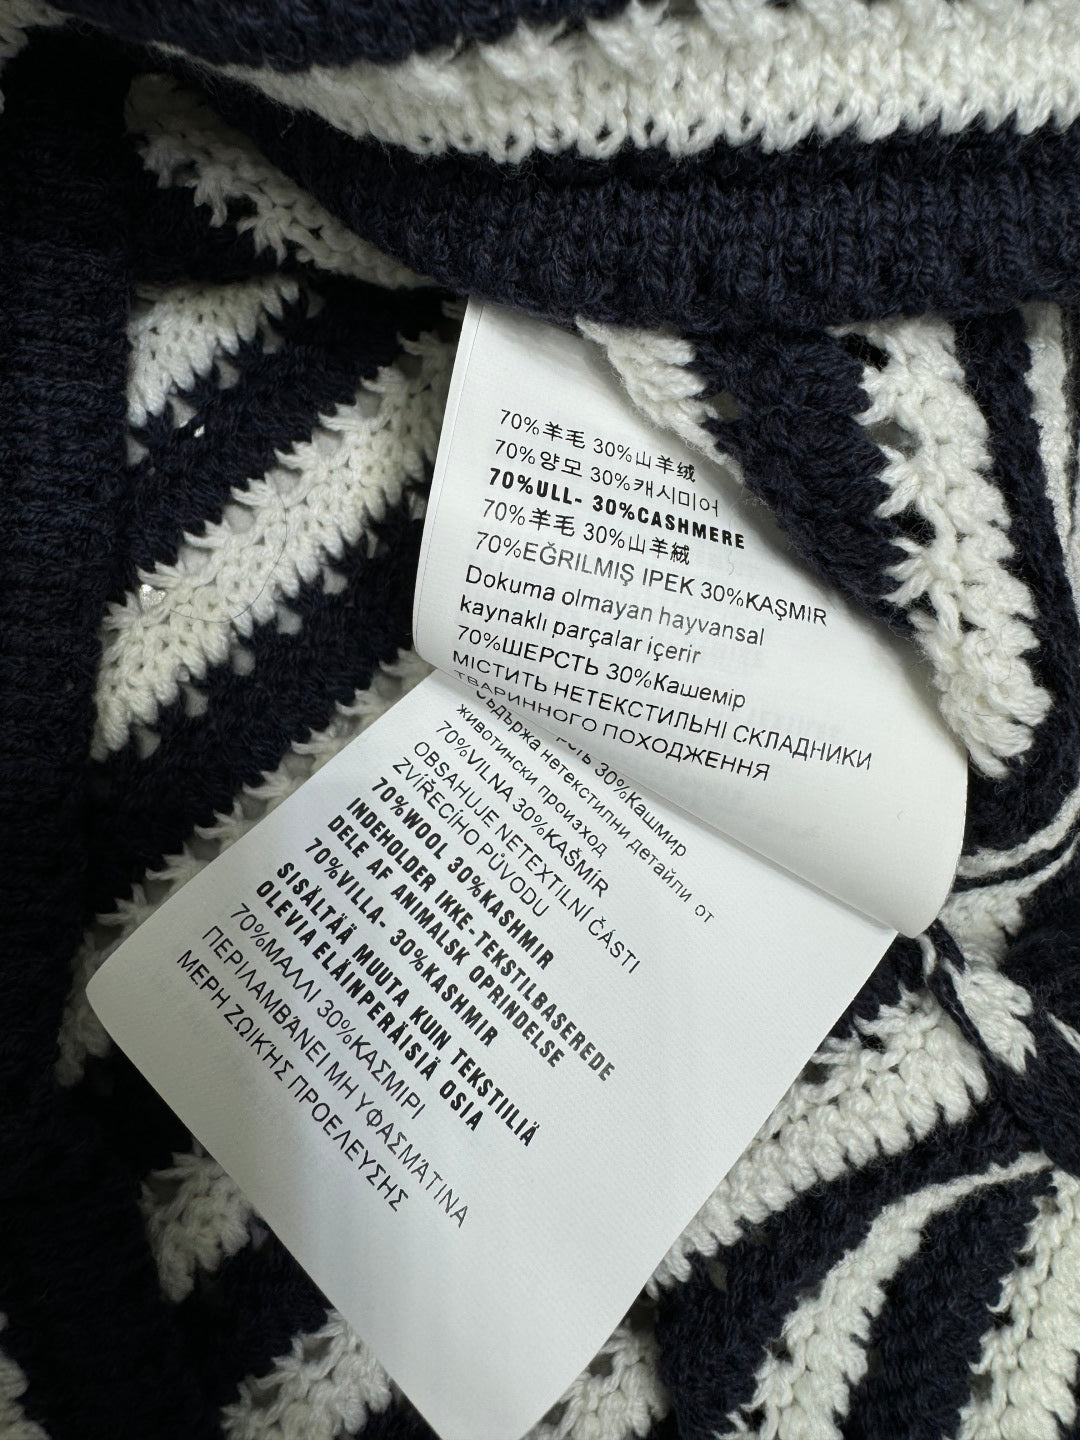 70%羊毛 30%山羊绒
70%양모 30%캐시미어
70%ULL- 30%CASHMERE
70%羊毛 30%山羊絨
70%EĞRILMIŞ IPEK 30%KAŞMIR
Dokuma olmayan hayvansal
kaynaklı parçalar içerir
70%ШЕРСТЬ 30%Кашемір
МІСТИТЬ НЕТЕКСТИЛЬНІ СКЛАДНИКИ
ТВАРИННОГО ПОХОДЖЕННЯ
30%Кашмир
Съдържа нетекстилни детайли от
животински произход
70%VILNA 30%KAŠMÍR
OBSAHUJE NETEXTILNÍ ČÁSTI
ZVÍŘECÍHO PŮVODU
70%WOOL 30%KASHMIR
INDEHOLDER IKKE-TEKSTILBASEREDE
DELE AF ANIMALSK OPRINDELSE
70%VILLA- 30%KASHMIR
SISÄLTÄÄ MUUTA KUIN TEKSTIILIÄ
OLEVIA ELÄINPERÄISIÄ OSIA
70%ΜΑΛΛΙ 30%ΚΑΣΜΙΡΙ
ΠΕΡΙΛΑΜΒΆΝΕΙ ΜΗ ΥΦΑΣΜΆΤΙΝΑ
ΜΕΡΗ ΖΩΙΚΉΣ ΠΡΟΕΛΕΥΣΗΣ